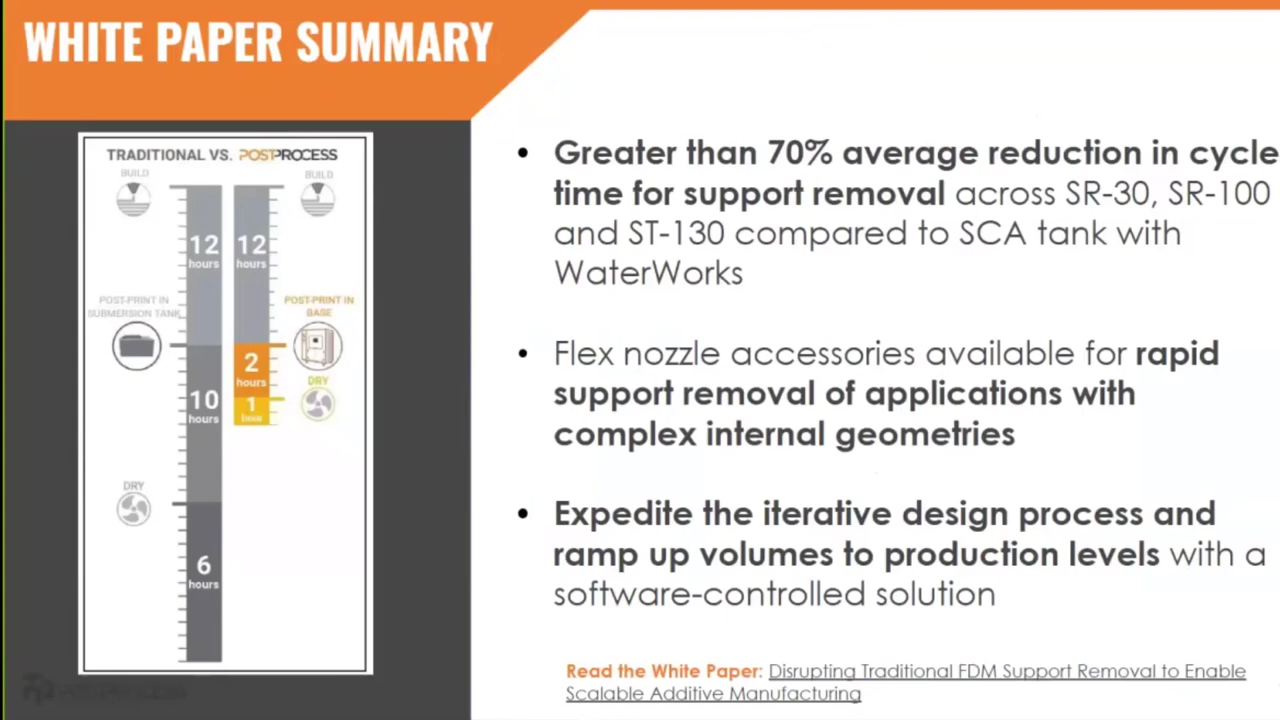 WHITE PAPER SUMMARY
TRADITIONAL VS. POSTPROCESS
BUILD
BUILD
12
hours
12
hours
POST-PRINT IN
SUBMERSION TANK
POST-PRINT IN
BASE
2
hours
DRY
1
hour
10
hours
DRY
6
hours
• Greater than 70% average reduction in cycle
time for support removal across SR-30, SR-100
and ST-130 compared to SCA tank with
WaterWorks
• Flex nozzle accessories available for rapid
support removal of applications with
complex internal geometries
• Expedite the iterative design process and
ramp up volumes to production levels with a
software-controlled solution
Read the White Paper: Disrupting Traditional FDM Support Removal to Enable
Scalable Additive Manufacturing